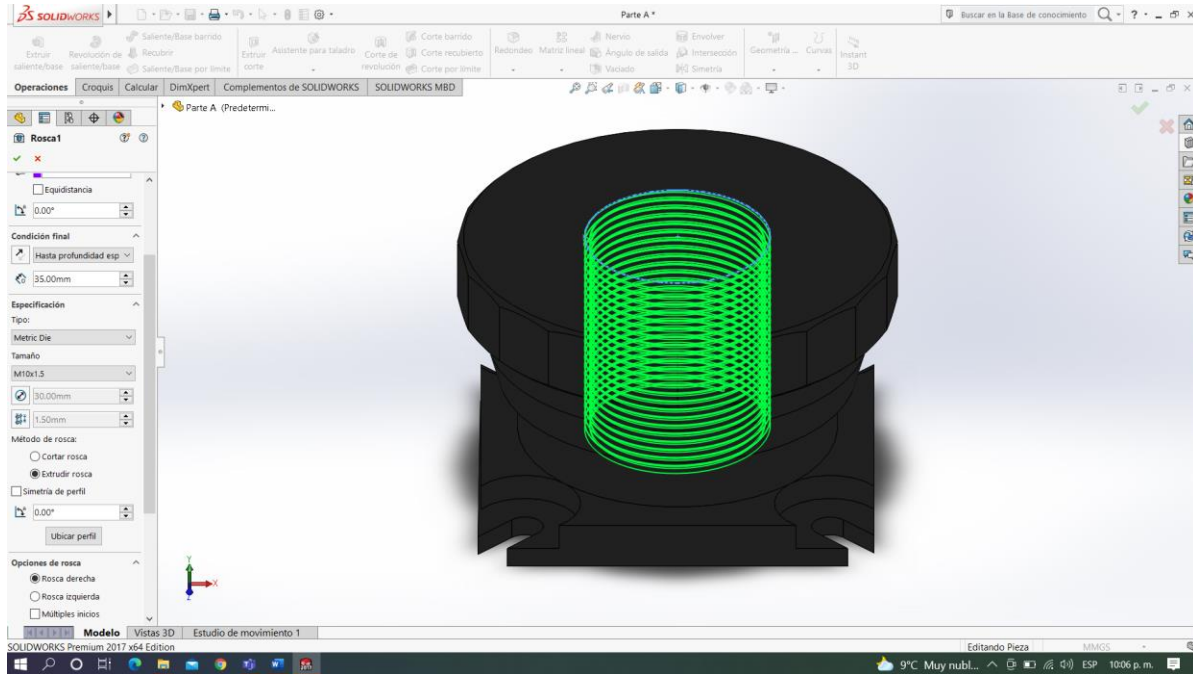 SOLIDWORKS
Parte A *
Buscar en la Base de conocimiento
Extruir saliente/base
Revolución de saliente/base
Saliente/Base barrido
Recubrir
Saliente/Base por límite
Extruir corte
Asistente para taladro
Corte de revolución
Corte barrido
Corte recubierto
Corte por límite
Redondeo
Matriz lineal
Nervio
Ángulo de salida
Vaciado
Envolver
Intersección
Simetría
Geometría ...
Curvas
Instant 3D
Operaciones Croquis Calcular DimXpert Complementos de SOLIDWORKS SOLIDWORKS MBD
Parte A (Predetermi...
Rosca1
Equidistancia
0.00°
Condición final
Hasta profundidad esp
35.00mm
Especificación
Tipo:
Metric Die
Tamaño
M10x1.5
30.00mm
1.50mm
Método de rosca:
Cortar rosca
Extrudir rosca
Simetría de perfil
0.00°
Ubicar perfil
Opciones de rosca
Rosca derecha
Rosca izquierda
Múltiples inicios
Y
X
Z
Modelo Vistas 3D Estudio de movimiento 1
SOLIDWORKS Premium 2017 x64 Edition
Editando Pieza MMGS
9°C Muy nubl... ESP 10:06 p. m.